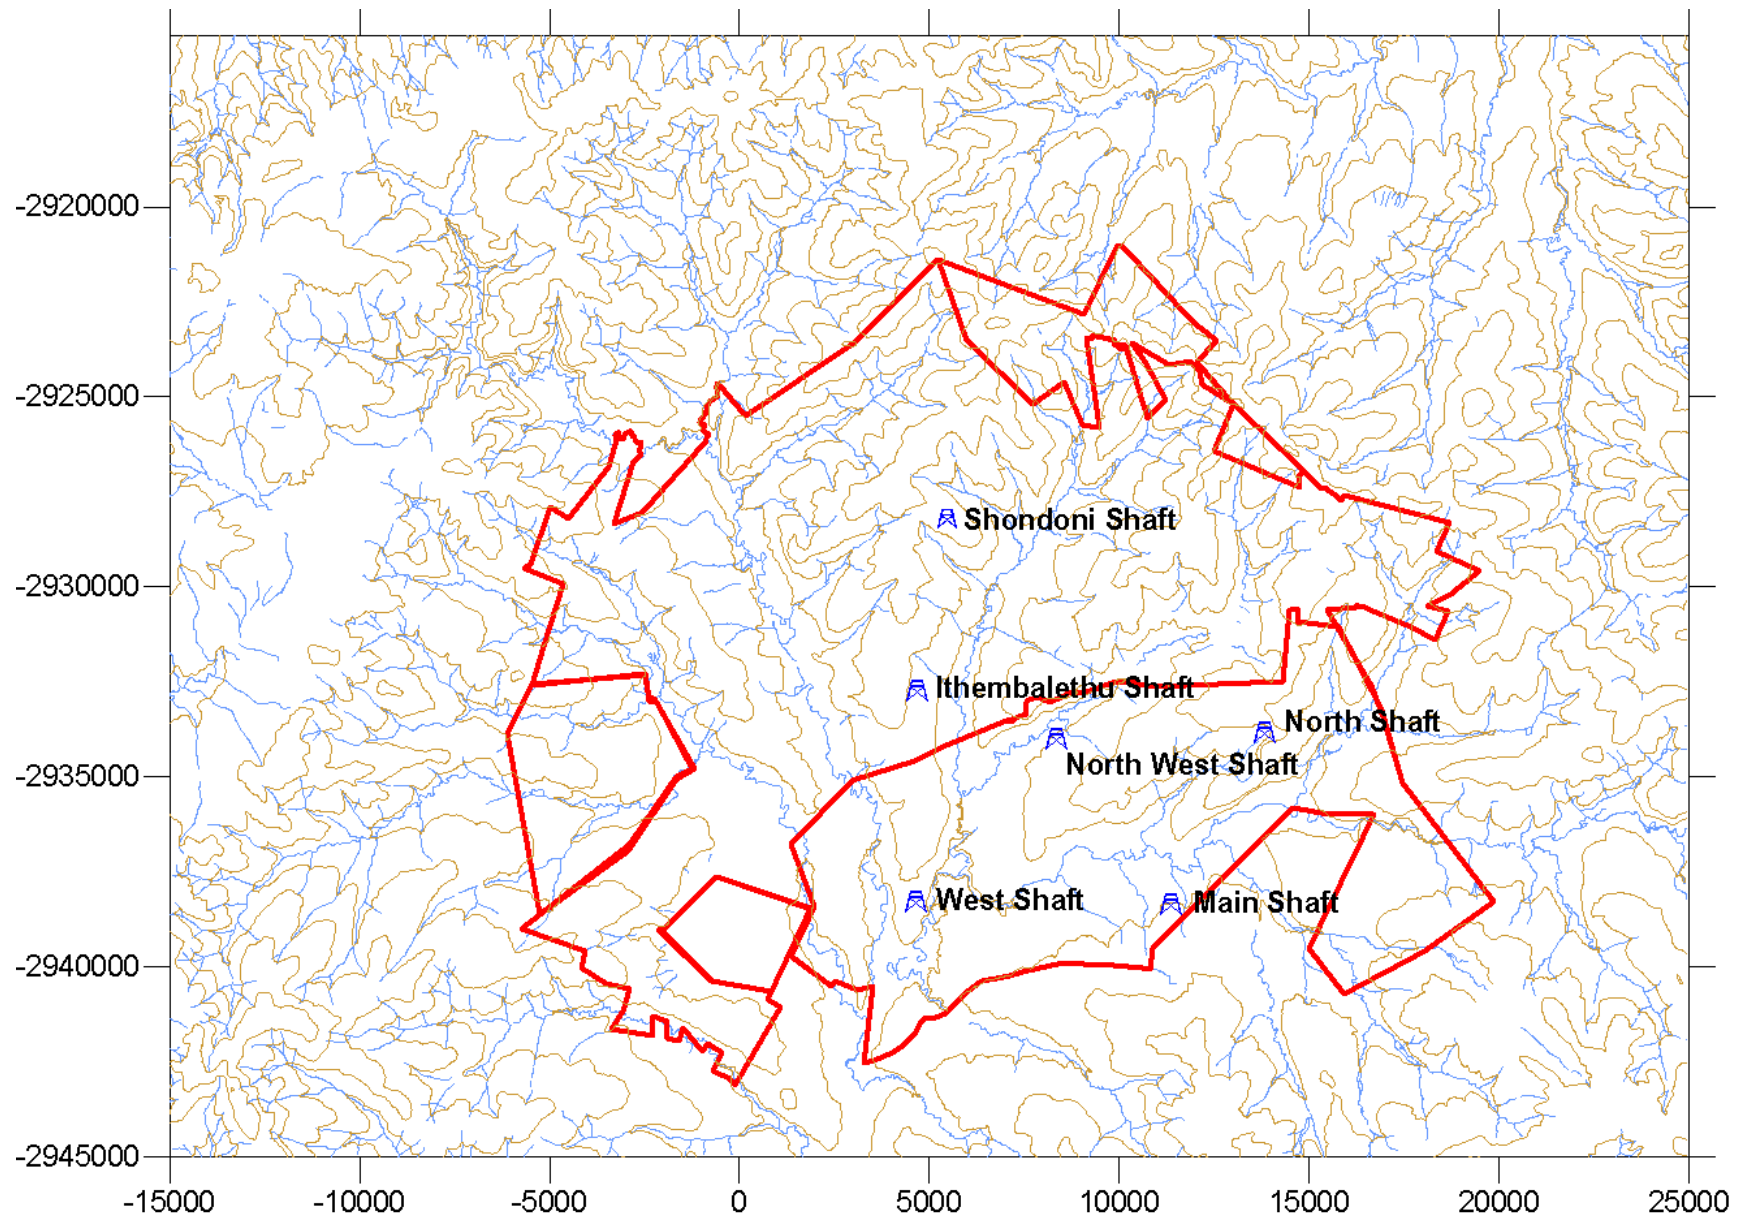 -2920000
-2925000
Shondoni Shaft
-2930000
Ithembalethu Shaft
North Shaft
North West Shaft
-2935000
West Shaft
Main Shaft
-2940000
-2945000
-15000 -10000 -5000 0 5000 10000 15000 20000 25000